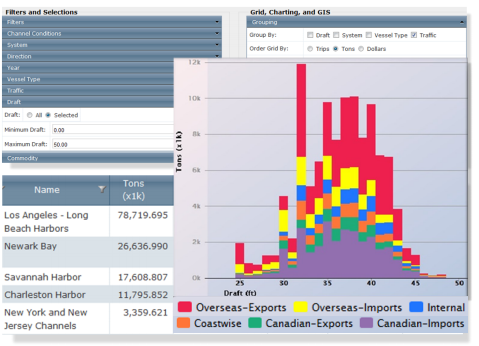 Filters and Selections
Filters
Channel Conditions
System
Direction
Year
Vessel Type
Traffic
Draft
Draft: All Selected
Minimum Draft: 0.00
Maximum Draft: 50.00
Commodity
Grid, Charting, and GIS
Grouping
Group By: Draft System Vessel Type Traffic
Order Grid By: Trips Tons Dollars
Name Tons (x1k)
Los Angeles - Long Beach Harbors 78,719.695
Newark Bay 26,636.990
Savannah Harbor 17,608.807
Charleston Harbor 11,795.852
New York and New Jersey Channels 3,359.621
Tons (x1k)
12k
10k
8k
6k
4k
2k
0k
25 30 35 40 45 50
Draft (ft)
Overseas-Exports Overseas-Imports Internal
Coastwise Canadian-Exports Canadian-Imports